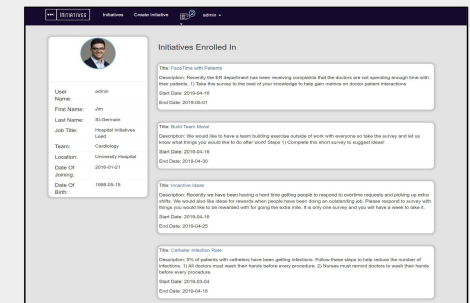 INITIATIVES Initiatives Create Initiative admin
User Name: admin
First Name: Jim
Last Name: St-Germain
Job Title: Hospital Initiatives Lead
Team: Cardiology
Location: University Hospital
Date Of Joining: 2016-01-21
Date Of Birth: 1988-05-15
Initiatives Enrolled In
Title: FaceTime with Patients
Description: Recently the ER department has been receiving complaints that the doctors are not spending enough time with
their patients. 1) Take this survey to the best of your knowledge to help gain metrics on doctor patient interactions
Start Date: 2019-04-16
End Date: 2019-05-01
Title: Build Team Moral
Description: We would like to have a team building exercise outside of work with everyone so take the survey and let us
know what things you would like to do after work! Steps 1) Complete this short survey to suggest ideas!
Start Date: 2019-04-16
End Date: 2019-04-30
Title: Incentive Ideas
Description: Recently we have been having a hard time getting people to respond to overtime requests and picking up extra
shifts. We would also like ideas for rewards when people have been doing an outstanding job. Please respond to survey with
things you would like to be rewarded with for going the extra mile. It is only one survey and you will have a week to take it.
Start Date: 2019-04-16
End Date: 2019-04-25
Title: Catheter Infection Rate
Description: 9% of patients with catheters have been getting infections. Follow these steps to help reduce the number of
infections. 1) All doctors must wash their hands before every procedure. 2) Nurses must remind doctors to wash their hands
before every procedure.
Start Date: 2019-03-04
End Date: 2019-04-16